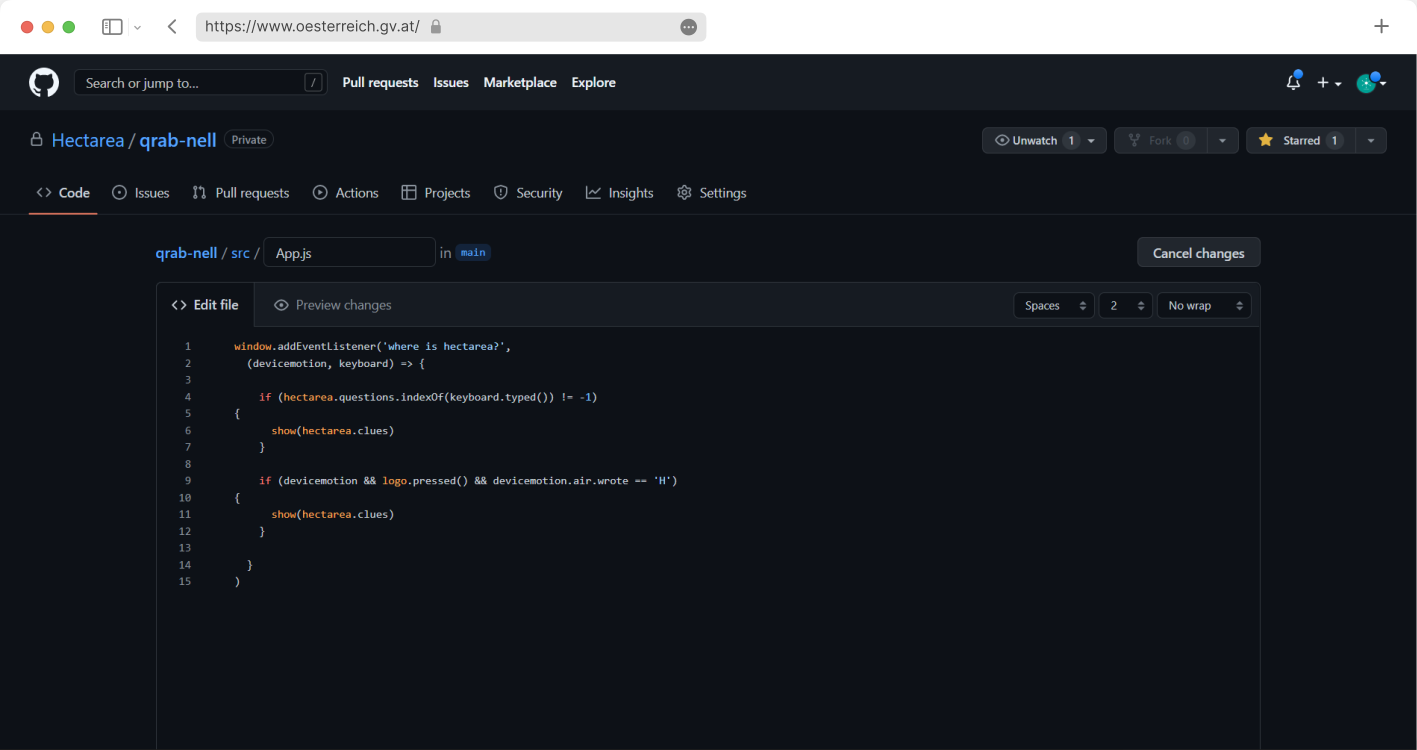 https://www.oesterreich.gv.at/
Search or jump to... / Pull requests Issues Marketplace Explore
Hectarea / qrab-nell Private Unwatch 1 Fork 0 Starred 1
Code Issues Pull requests Actions Projects Security Insights Settings
qrab-nell / src / App.js in main Cancel changes
Edit file Preview changes Spaces 2 No wrap
1 window.addEventListener('where is hectarea?',
2 (devicemotion, keyboard) => {
3
4 if (hectarea.questions.indexOf(keyboard.typed()) != -1)
5 {
6 show(hectarea.clues)
7 }
8
9 if (devicemotion && logo.pressed() && devicemotion.air.wrote == 'H')
10 {
11 show(hectarea.clues)
12 }
13
14 }
15 )